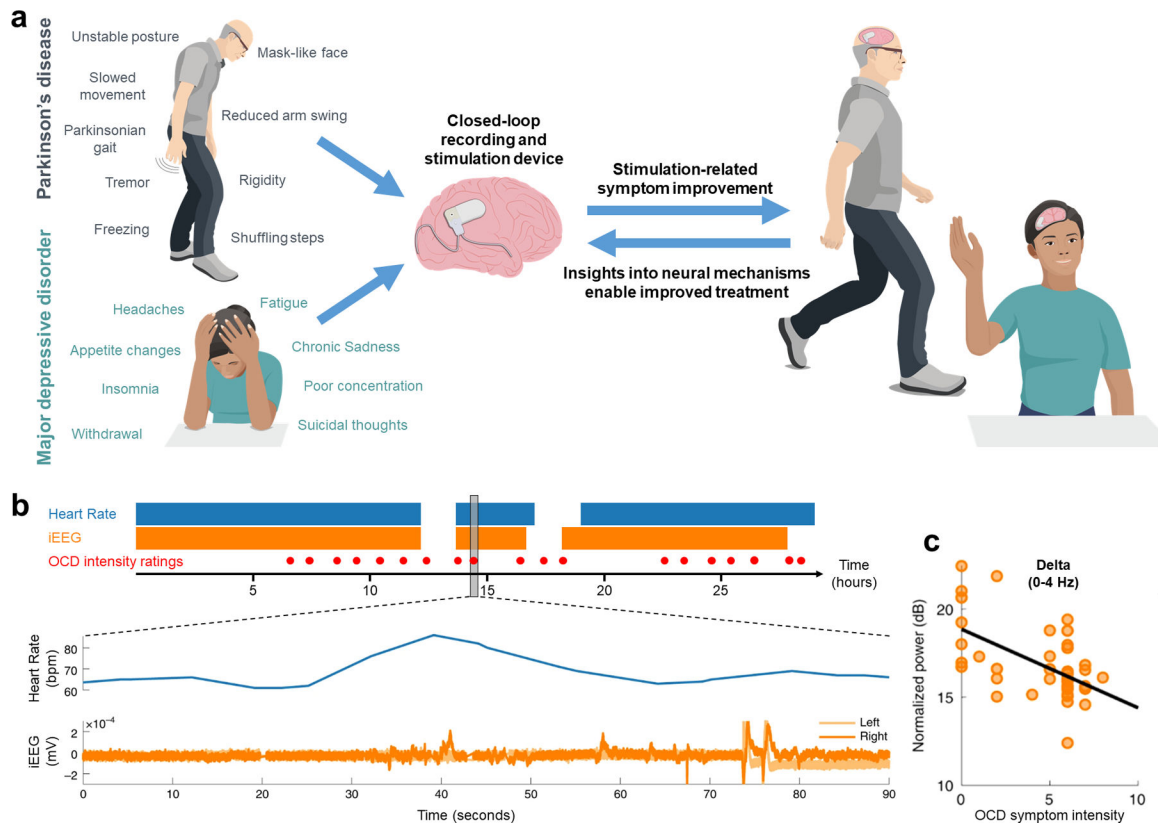 a
Parkinson's disease
Unstable posture
Mask-like face
Slowed
movement
Reduced arm swing
Parkinsonian
gait
Tremor
Rigidity
Freezing
Shuffling steps
Major depressive disorder
Headaches
Fatigue
Appetite changes
Chronic Sadness
Insomnia
Poor concentration
Withdrawal
Suicidal thoughts
Closed-loop
recording and
stimulation device
Stimulation-related
symptom improvement
Insights into neural mechanisms
enable improved treatment
b
Heart Rate
iEEG
OCD intensity ratings
5
10
15
20
25
Time
(hours)
Heart Rate
(bpm)
80
70
60
iEEG
(mV)
×10⁻⁴
2
0
−2
Left
Right
0
10
20
30
40
50
60
70
80
90
Time (seconds)
c
Delta
(0-4 Hz)
Normalized power (dB)
20
15
10
0
5
10
OCD symptom intensity